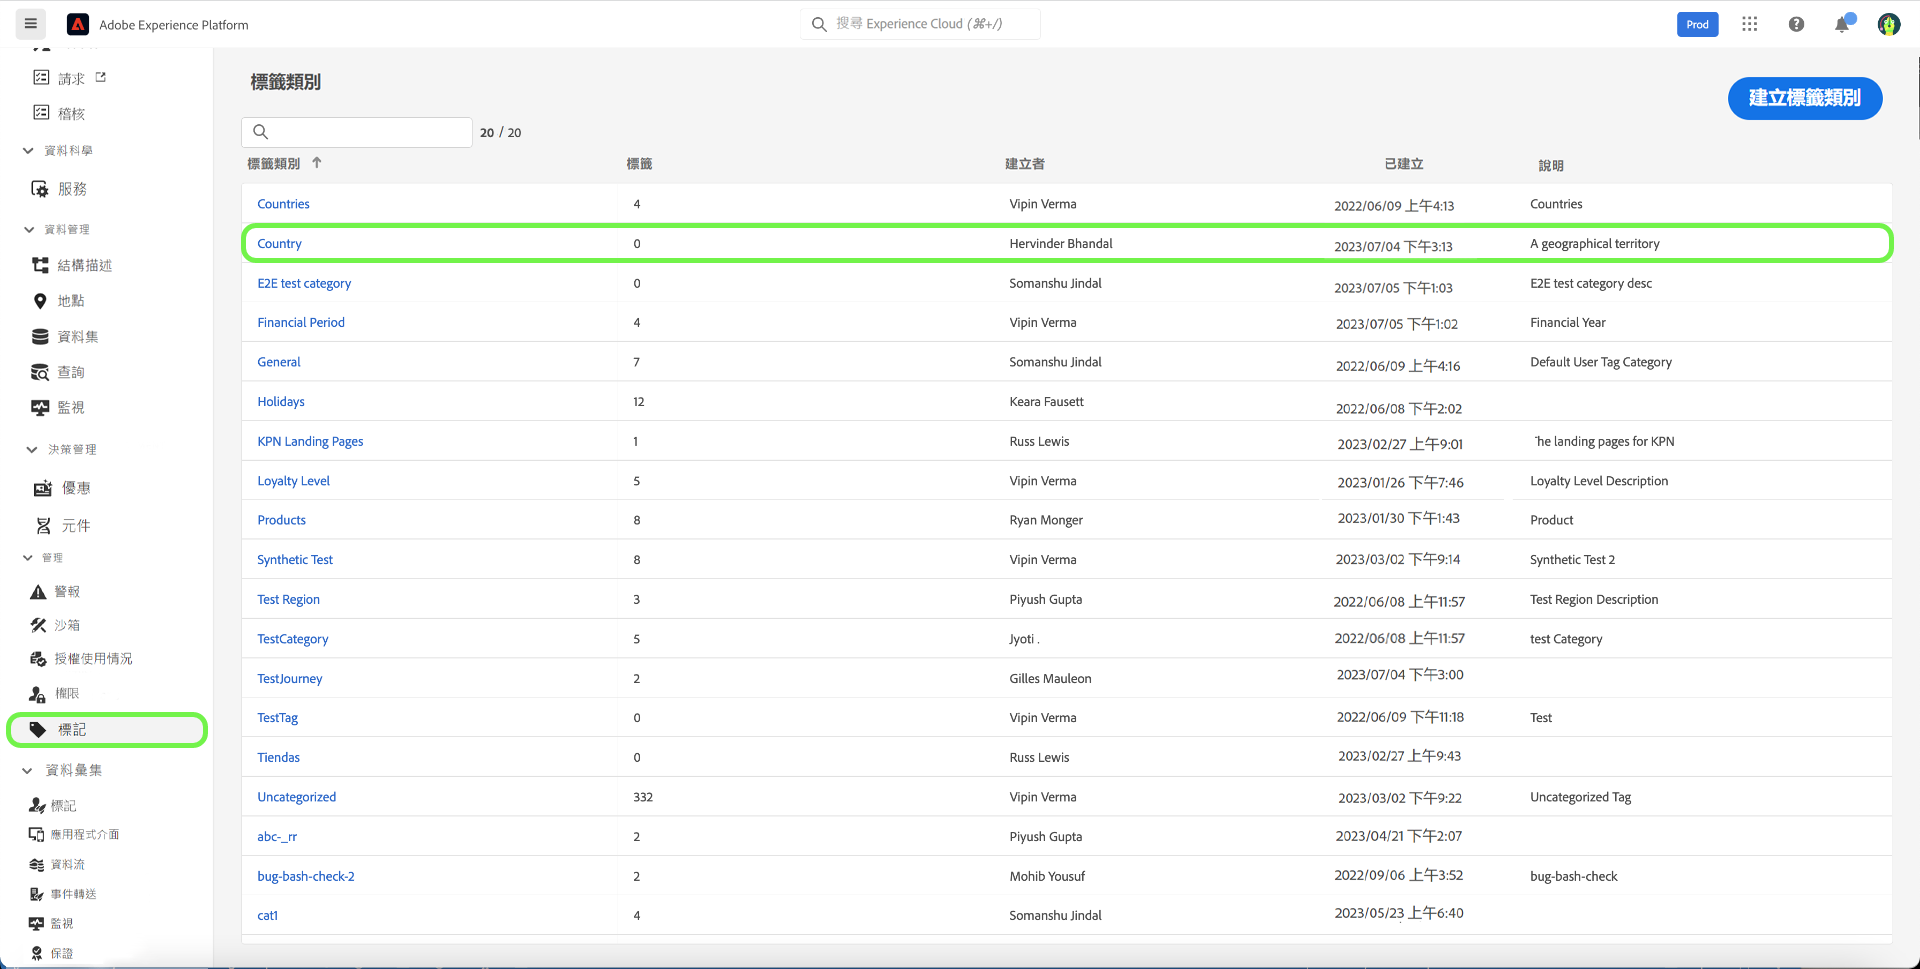 Adobe Experience Platform
搜尋 Experience Cloud (⌘+/)
Prod
請求
稽核
資料科學
服務
資料管理
結構描述
地點
資料集
查詢
監視
決策管理
優惠
元件
管理
警報
沙箱
授權使用情況
權限
標記
資料彙集
標記
應用程式介面
資料流
事件轉送
監視
保證
標籤類別
建立標籤類別
20 / 20
標籤類別 標籤 建立者 已建立 說明
Countries 4 Vipin Verma 2022/06/09 上午4:13 Countries
Country 0 Hervinder Bhandal 2023/07/04 下午3:13 A geographical territory
E2E test category 0 Somanshu Jindal 2023/07/05 下午1:03 E2E test category desc
Financial Period 4 Vipin Verma 2023/07/05 下午1:02 Financial Year
General 7 Somanshu Jindal 2022/06/09 上午4:16 Default User Tag Category
Holidays 12 Keara Fausett 2022/06/08 下午2:02
KPN Landing Pages 1 Russ Lewis 2023/02/27 上午9:01 he landing pages for KPN
Loyalty Level 5 Vipin Verma 2023/01/26 下午7:46 Loyalty Level Description
Products 8 Ryan Monger 2023/01/30 下午1:43 Product
Synthetic Test 8 Vipin Verma 2023/03/02 下午9:14 Synthetic Test 2
Test Region 3 Piyush Gupta 2022/06/08 上午11:57 Test Region Description
TestCategory 5 Jyoti . 2022/06/08 上午11:57 test Category
TestJourney 2 Gilles Mauleon 2023/07/04 下午3:00
TestTag 0 Vipin Verma 2022/06/09 下午11:18 Test
Tiendas 0 Russ Lewis 2023/02/27 上午9:43
Uncategorized 332 Vipin Verma 2023/03/02 下午9:22 Uncategorized Tag
abc-_rr 2 Piyush Gupta 2023/04/21 下午2:07
bug-bash-check-2 2 Mohib Yousuf 2022/09/06 上午3:52 bug-bash-check
cat1 4 Somanshu Jindal 2023/05/23 上午6:40